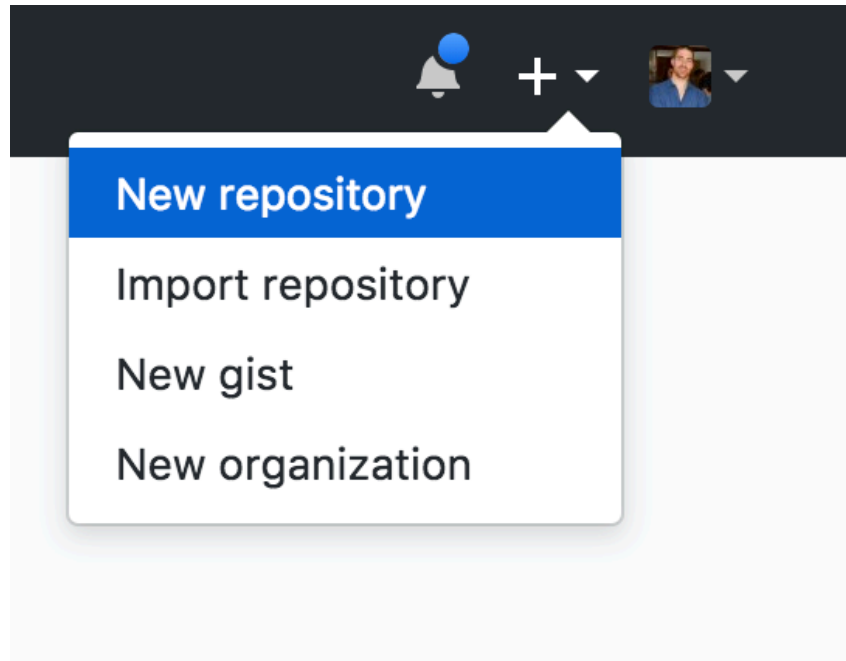 New repository
Import repository
New gist
New organization